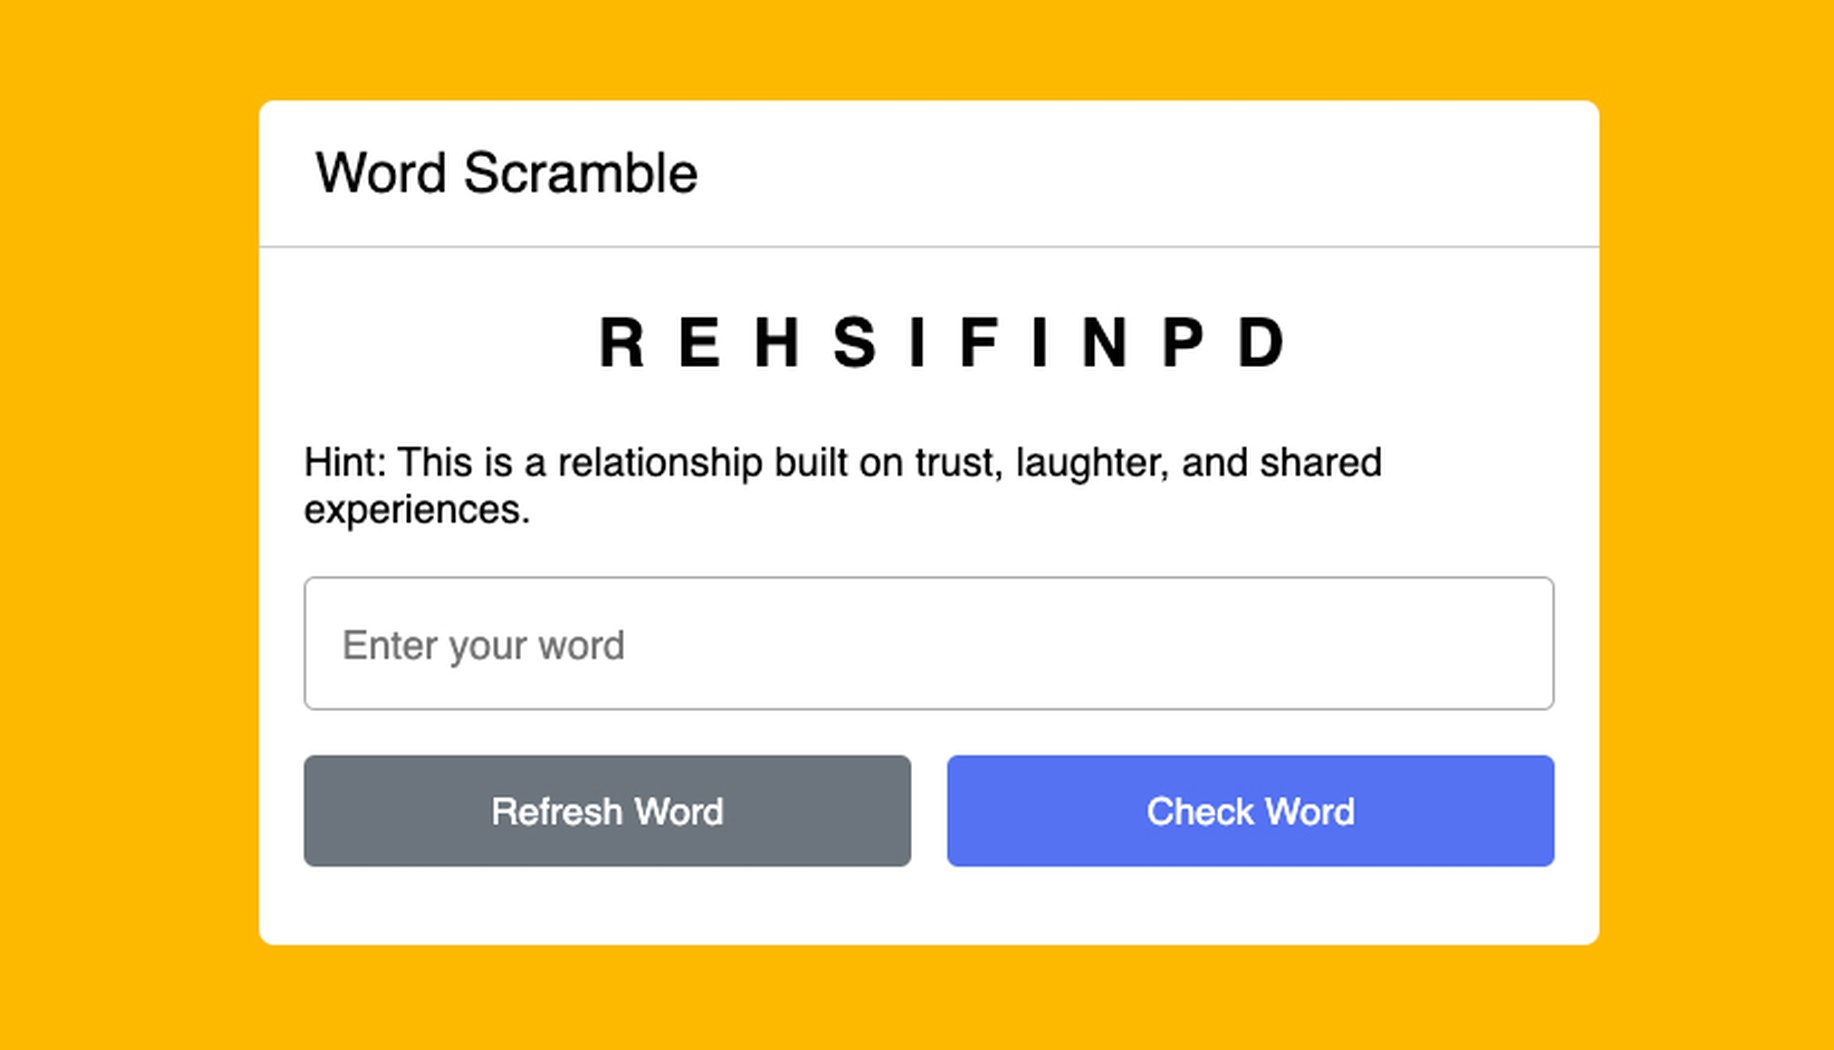 Word Scramble
R E H S I F I N P D
Hint: This is a relationship built on trust, laughter, and shared
experiences.
Enter your word
Refresh Word
Check Word